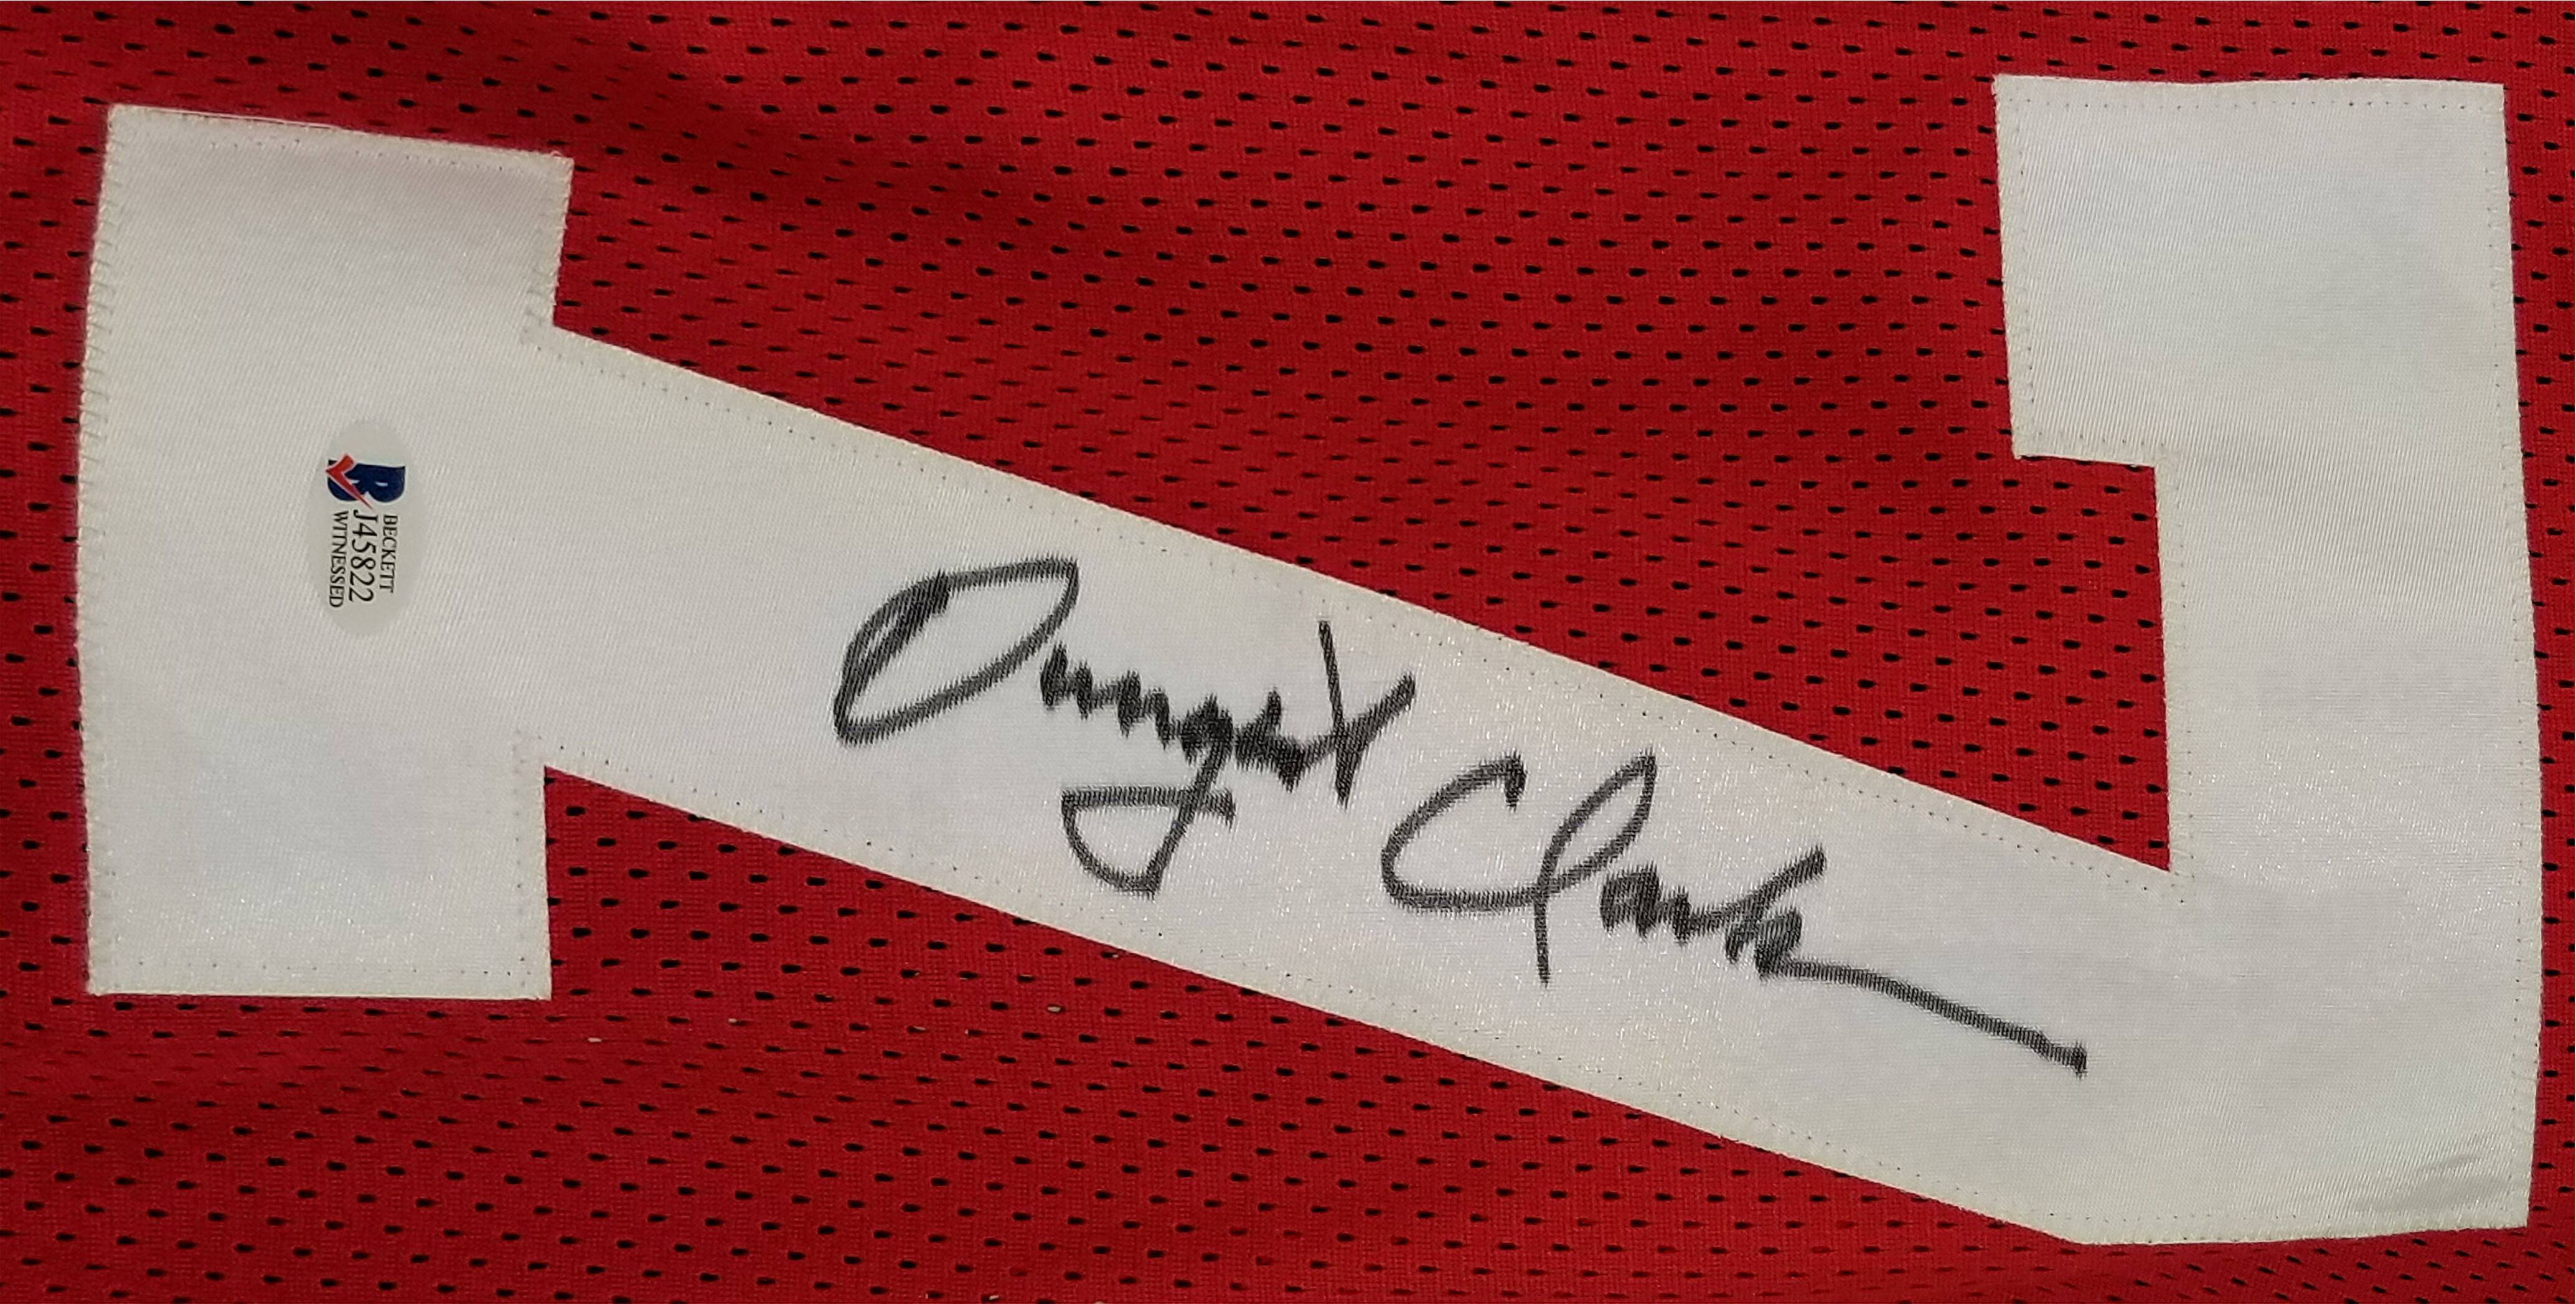 Dwight Clark
BECKETT
J45822
WITNESSED